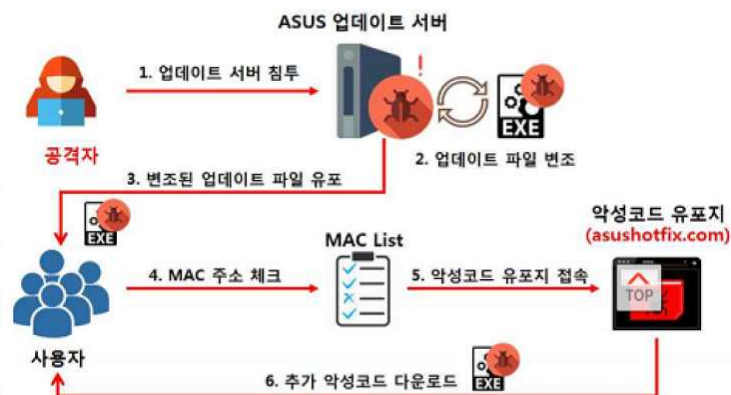 ASUS 업데이트 서버
1. 업데이트 서버 침투
!
EXE
공격자
2. 업데이트 파일 변조
3. 변조된 업데이트 파일 유포
EXE
악성코드 유포지
(asushotfix.com)
MAC List
4. MAC 주소 체크
5. 악성코드 유포지 접속
TOP
사용자
6. 추가 악성코드 다운로드
EXE